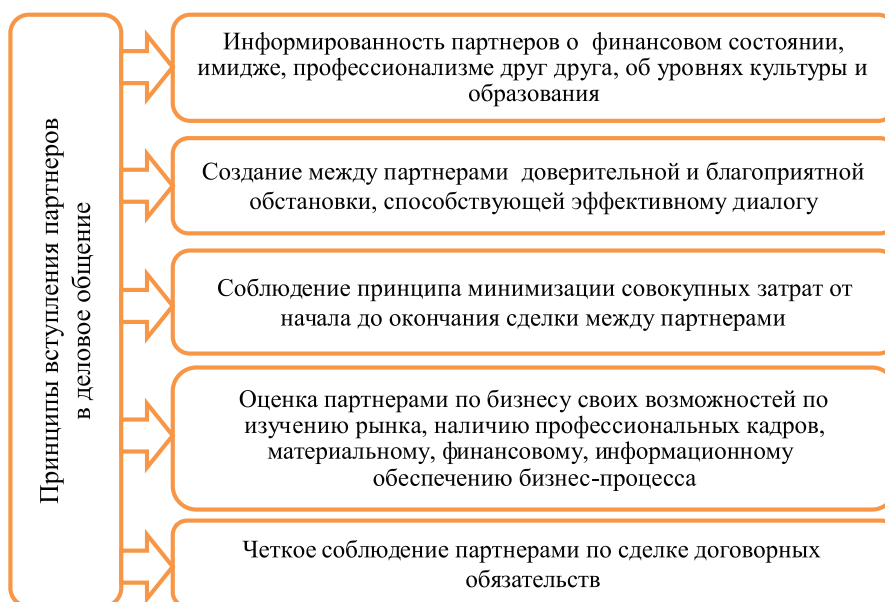 Принципы вступления партнеров
в деловое общение
Информированность партнеров о финансовом состоянии,
имидже, профессионализме друг друга, об уровнях культуры и
образования
Создание между партнерами доверительной и благоприятной
обстановки, способствующей эффективному диалогу
Соблюдение принципа минимизации совокупных затрат от
начала до окончания сделки между партнерами
Оценка партнерами по бизнесу своих возможностей по
изучению рынка, наличию профессиональных кадров,
материальному, финансовому, информационному
обеспечению бизнес-процесса
Четкое соблюдение партнерами по сделке договорных
обязательств